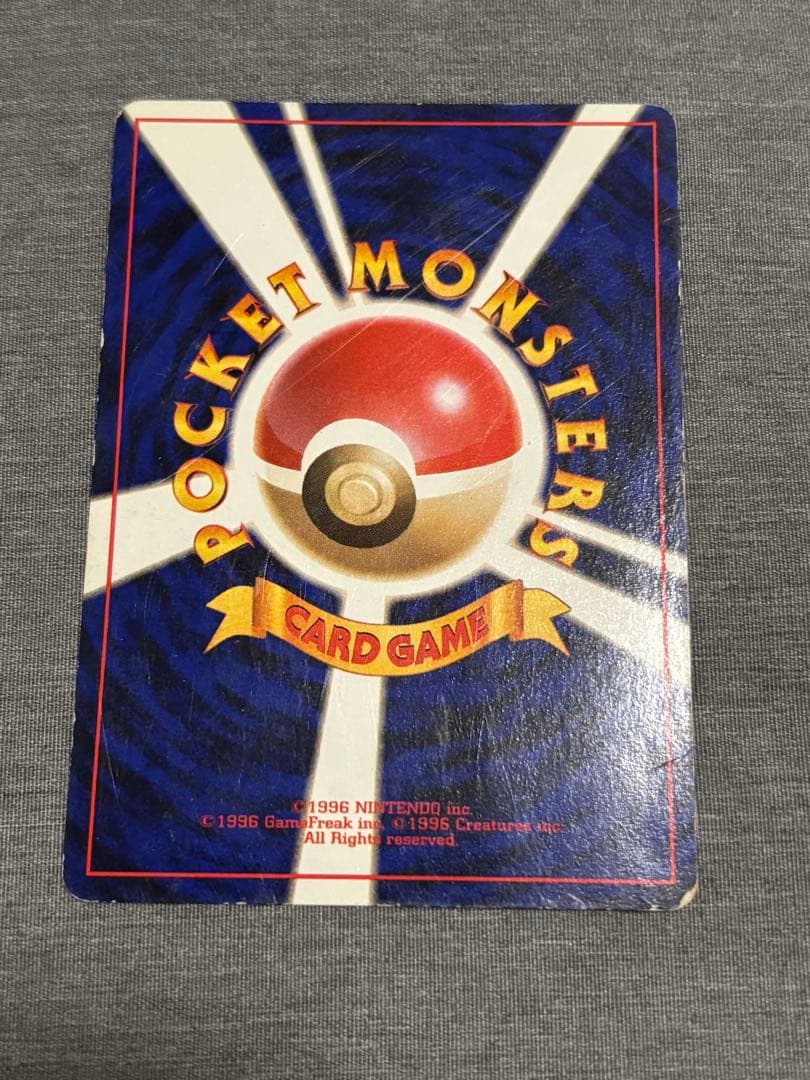 POCKET MONSTERS
CARD GAME
©1996 NINTENDO inc.
©1996 GameFreak inc. ©1996 Creatures inc.
All Rights reserved.